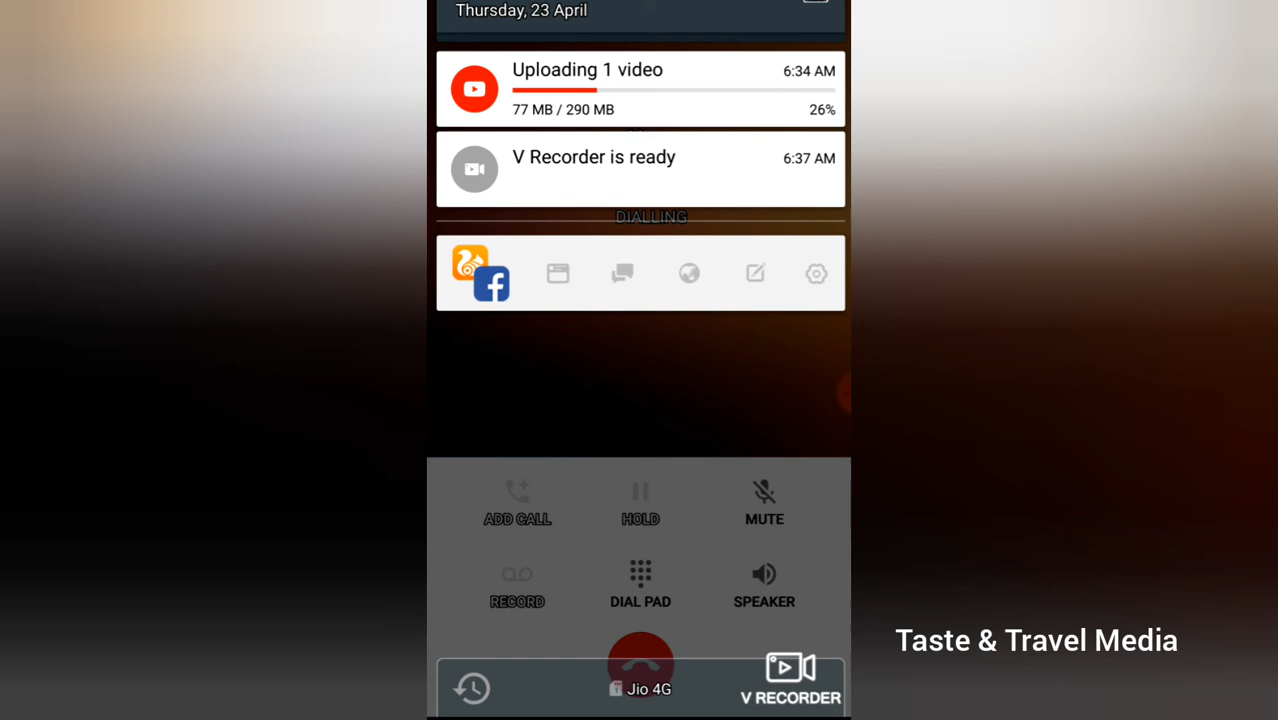 Thursday, 23 April
Uploading 1 video 6:34 AM
77 MB / 290 MB 26%
V Recorder is ready 6:37 AM
DIALLING
ADD CALL HOLD MUTE
RECORD DIAL PAD SPEAKER
Taste & Travel Media
Jio 4G
V RECORDER